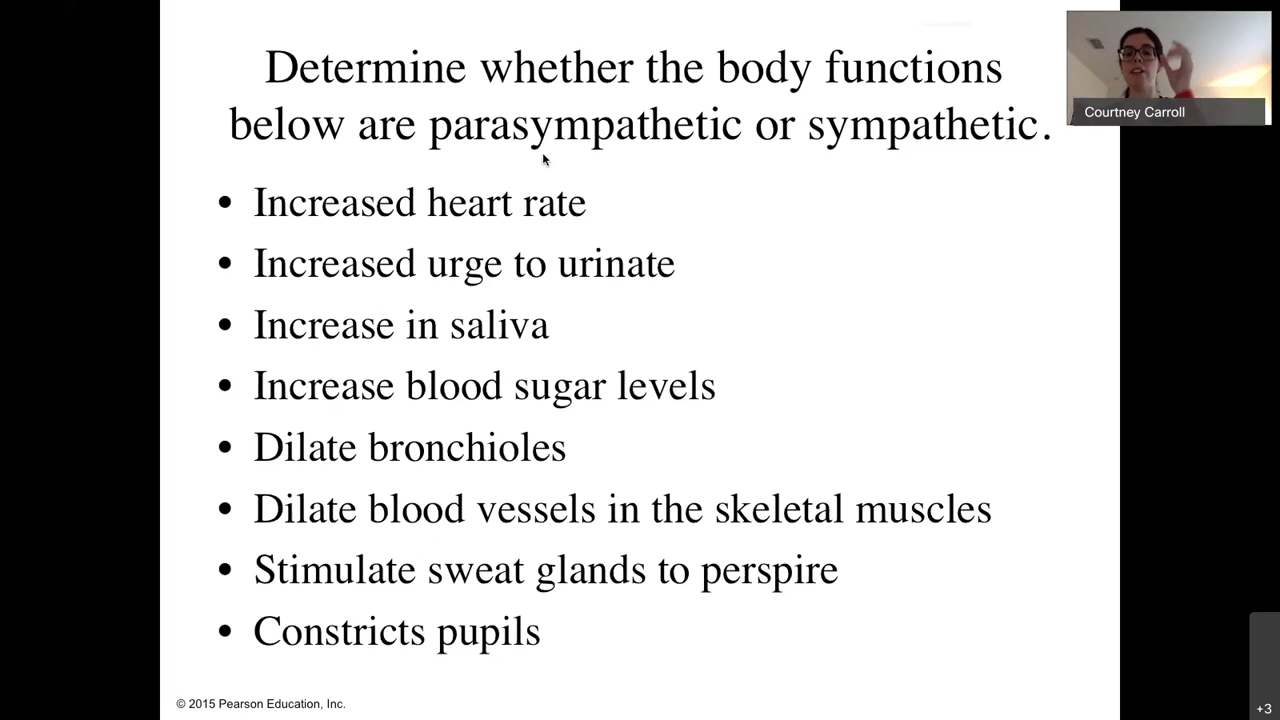 Determine whether the body functions
below are parasympathetic or sympathetic.
Courtney Carroll
• Increased heart rate
• Increased urge to urinate
• Increase in saliva
• Increase blood sugar levels
• Dilate bronchioles
• Dilate blood vessels in the skeletal muscles
• Stimulate sweat glands to perspire
• Constricts pupils
© 2015 Pearson Education, Inc.
+3